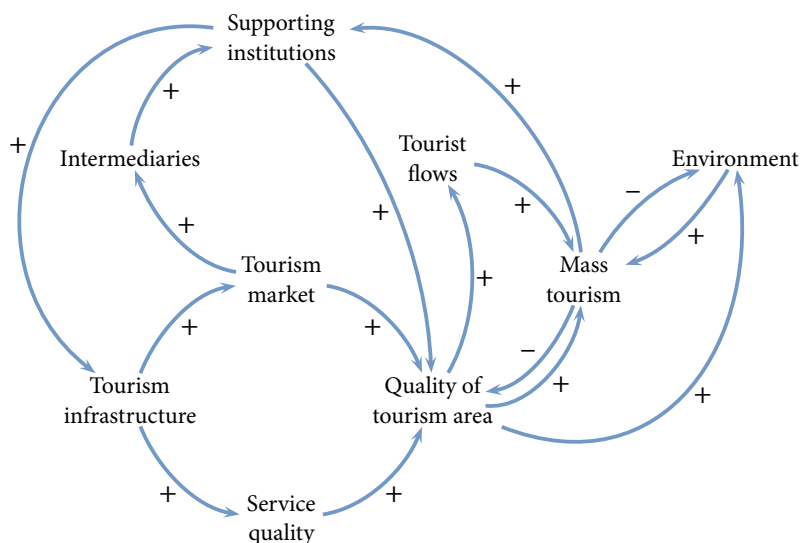 Supporting
institutions
+
+
+
Intermediaries
Tourist
flows
Environment
−
+
+
+
+
Tourism
market
Mass
tourism
+
+
+
−
+
Tourism
infrastructure
Quality of
tourism area
+
+
+
Service
quality